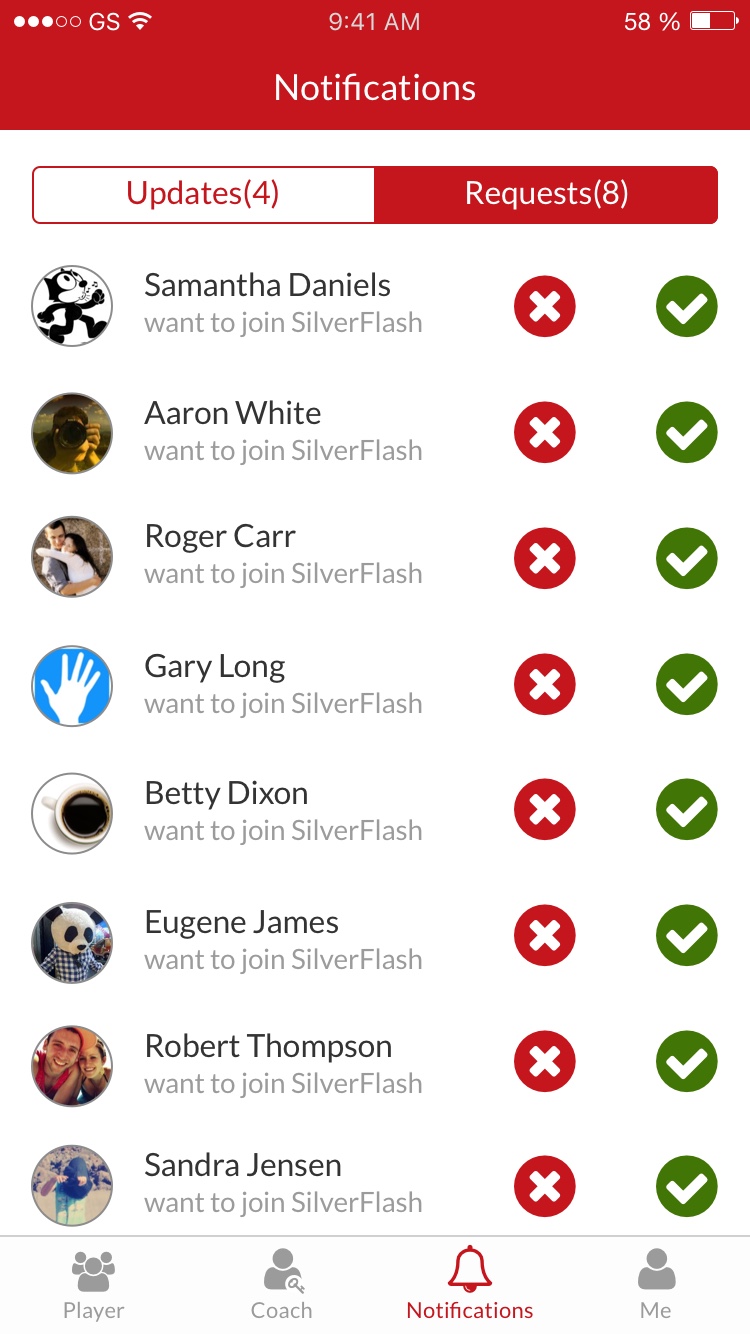 GS 9:41 AM 58 %
Notifications
Updates(4) Requests(8)
Samantha Daniels
want to join SilverFlash
Aaron White
want to join SilverFlash
Roger Carr
want to join SilverFlash
Gary Long
want to join SilverFlash
Betty Dixon
want to join SilverFlash
Eugene James
want to join SilverFlash
Robert Thompson
want to join SilverFlash
Sandra Jensen
want to join SilverFlash
Player Coach Notifications Me